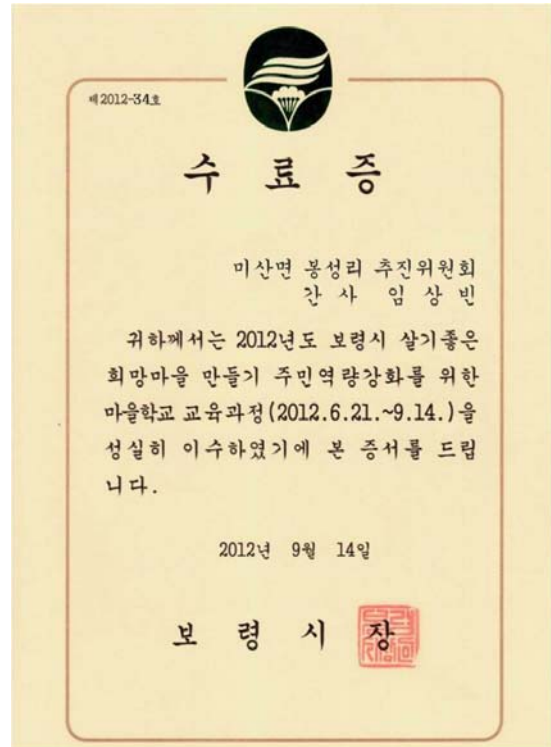 제2012-34호
수 료 증
미산면 봉성리 추진위원회
간 사 임 상 빈
귀하께서는 2012년도 보령시 살기좋은
희망마을 만들기 주민역량강화를 위한
마을학교 교육과정(2012.6.21.~9.14.)을
성실히 이수하였기에 본 증서를 드립
니다.
2012년 9월 14일
보 령 시 장